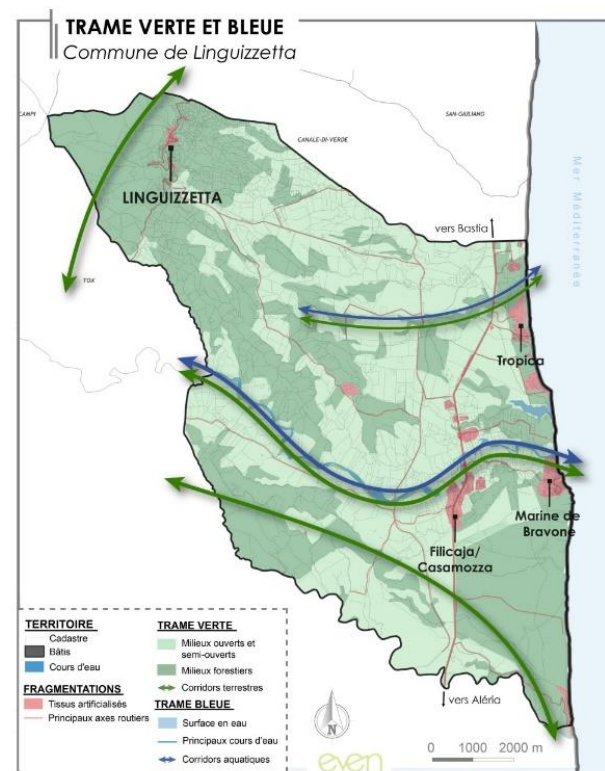 TRAME VERTE ET BLEUE
Commune de Linguizzetta
CAMPI
SAN-GIULIANO
CANALE-DI-VERDE
LINGUIZZETTA
vers Bastia
Mer Méditerranée
TOX
Tropica
Marine de
Bravone
Filicaja/
Casamozza
vers Aléria
TERRITOIRE
Cadastre
Bâtis
Cours d'eau
FRAGMENTATIONS
Tissus artificialisés
Principaux axes routiers
TRAME VERTE
Milieux ouverts et
semi-ouverts
Milieux forestiers
Corridors terrestres
TRAME BLEUE
Surface en eau
Principaux cours d'eau
Corridors aquatiques
N
even
0 1000 2000 m